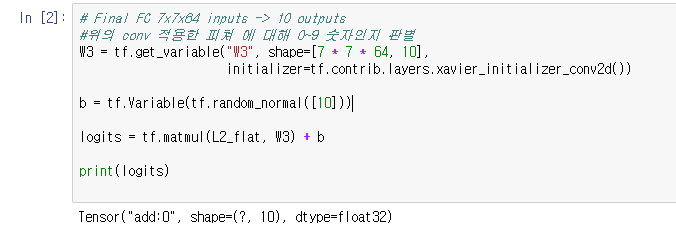 In [2]:
# Final FC 7x7x64 inputs -> 10 outputs
#위의 conv 적용한 피쳐 에 대해 0-9 숫자인지 판별
W3 = tf.get_variable("W3", shape=[7 * 7 * 64, 10],
initializer=tf.contrib.layers.xavier_initializer_conv2d())
b = tf.Variable(tf.random_normal([10]))
logits = tf.matmul(L2_flat, W3) + b
print(logits)
Tensor("add:0", shape=(?, 10), dtype=float32)